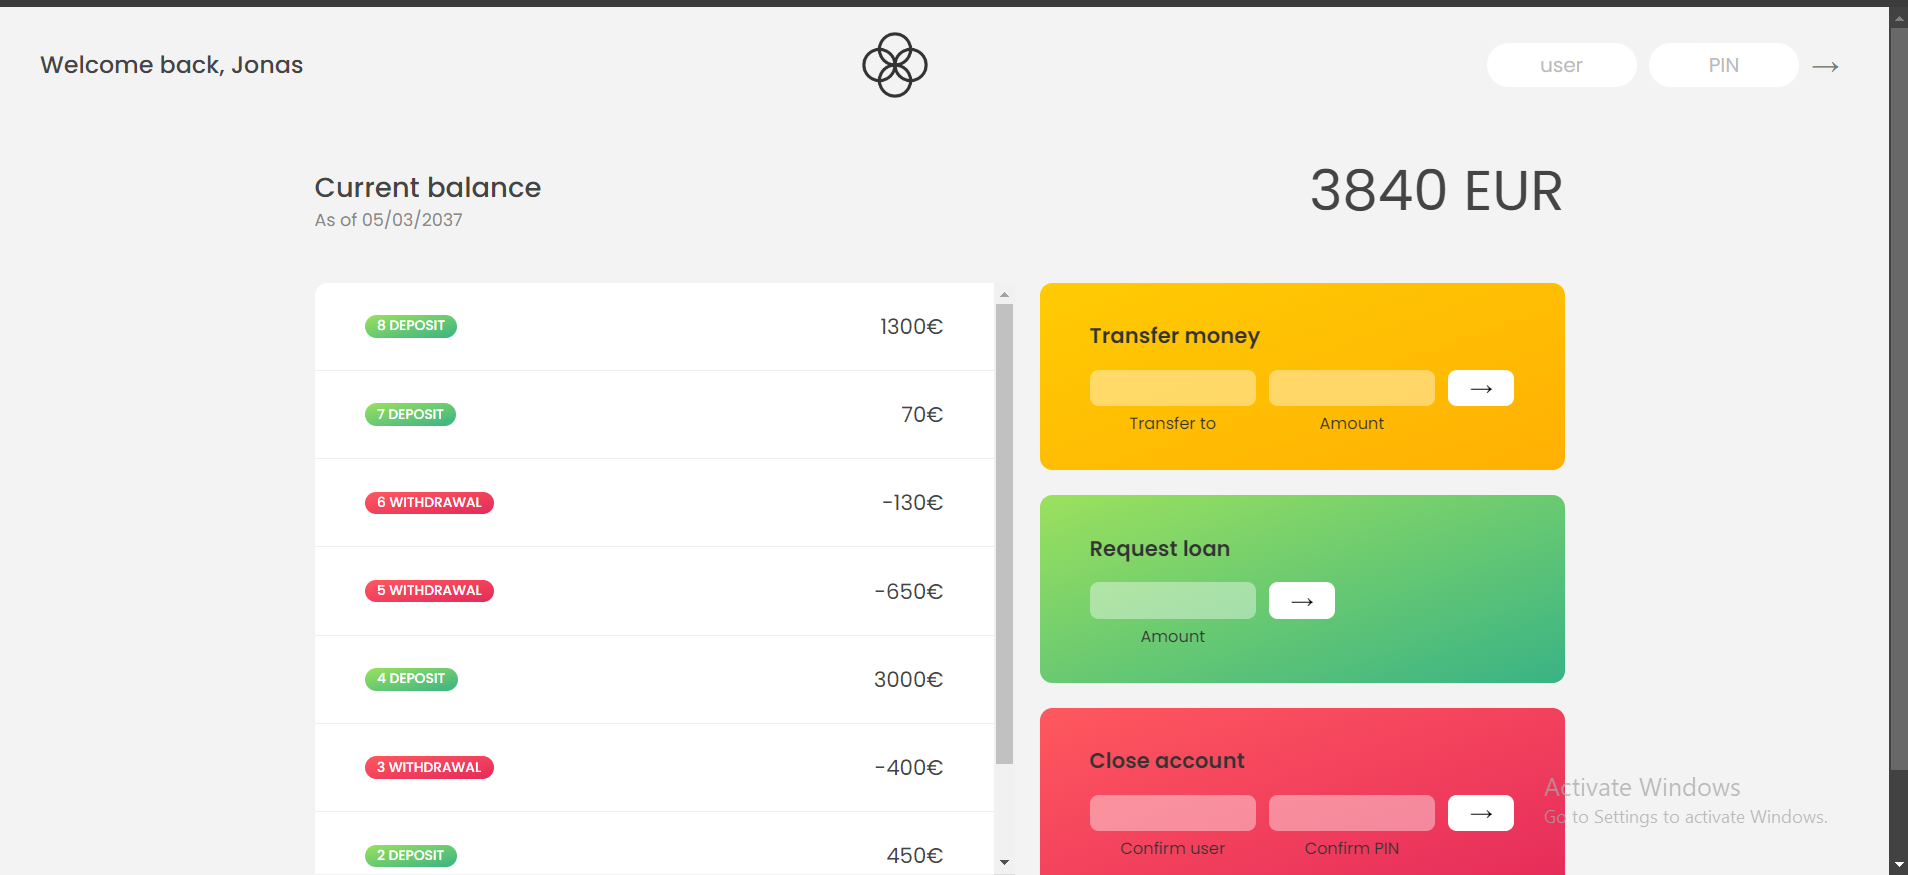 Welcome back, Jonas
user
PIN
→
Current balance
As of 05/03/2037
3840 EUR
8 DEPOSIT
1300€
7 DEPOSIT
70€
6 WITHDRAWAL
-130€
5 WITHDRAWAL
-650€
4 DEPOSIT
3000€
3 WITHDRAWAL
-400€
2 DEPOSIT
450€
Transfer money
→
Transfer to
Amount
Request loan
→
Amount
Close account
→
Confirm user
Confirm PIN
Activate Windows
Go to Settings to activate Windows.